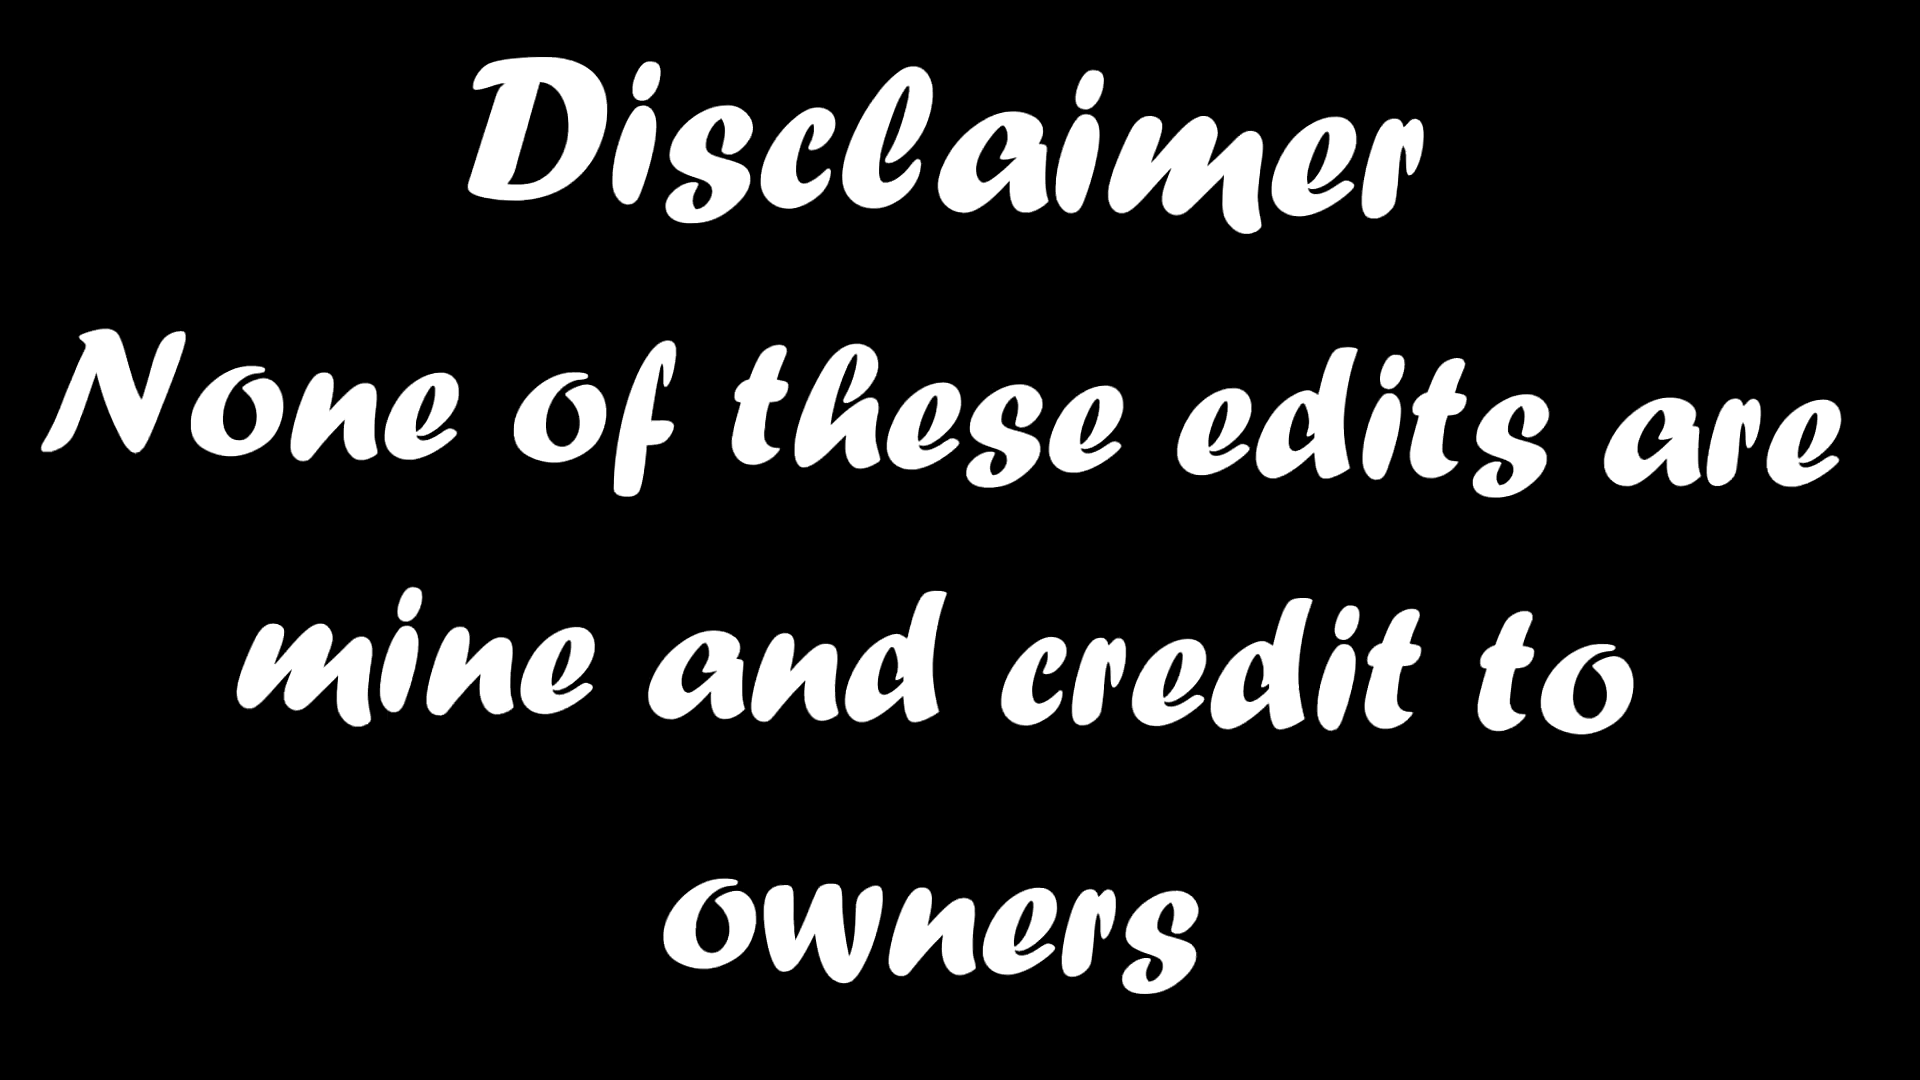 Disclaimer
None of these edits are
mine and credit to
owners